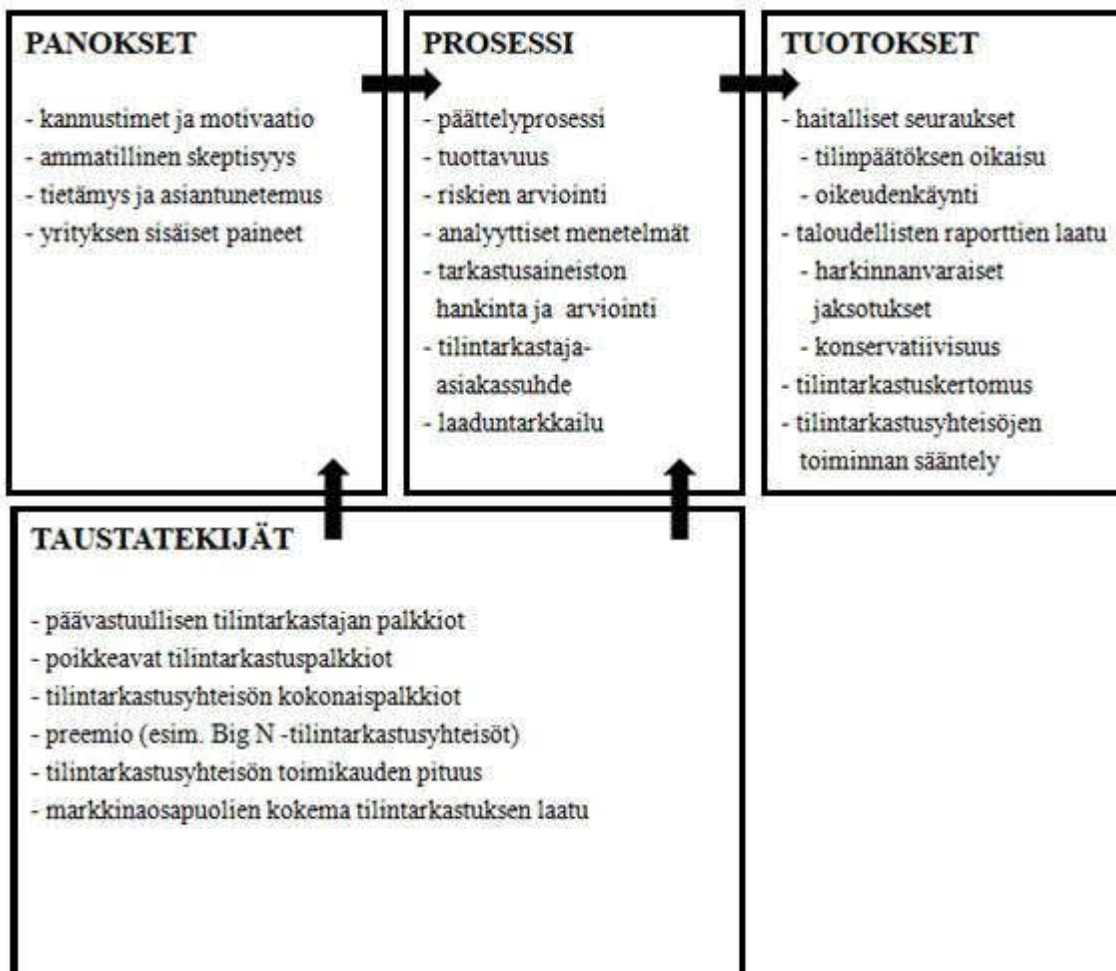 PANOKSET
- kannustimet ja motivaatio
- ammatillinen skeptisyys
- tietämys ja asiantunetemus
- yrityksen sisäiset paineet
PROSESSI
- päättelyprosessi
- tuottavuus
- riskien arviointi
- analyyttiset menetelmät
- tarkastusaineiston
hankinta ja arviointi
- tilintarkastaja-
asiakassuhde
- laaduntarkkailu
TUOTOKSET
- haitalliset seuraukset
- tilinpäätöksen oikaisu
- oikeudenkäynti
- taloudellisten raporttien laatu
- harkinnanvaraiset
jaksotukset
- konservatiivisuus
- tilintarkastuskertomus
- tilintarkastusyhteisöjen
toiminnan sääntely
TAUSTATEKIJÄT
- päävastuullisen tilintarkastajan palkkiot
- poikkeavat tilintarkastuspalkkiot
- tilintarkastusyhteisön kokonaispalkkiot
- preemio (esim. Big N -tilintarkastusyhteisöt)
- tilintarkastusyhteisön toimikauden pituus
- markkinaosapuolien kokema tilintarkastuksen laatu